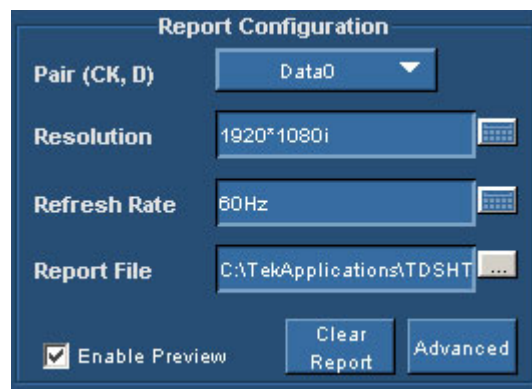 Report Configuration
Pair (CK, D) Data0
Resolution 1920*1080i
Refresh Rate 60Hz
Report File C:\TekApplications\TDSHT ...
Enable Preview
Clear
Report
Advanced